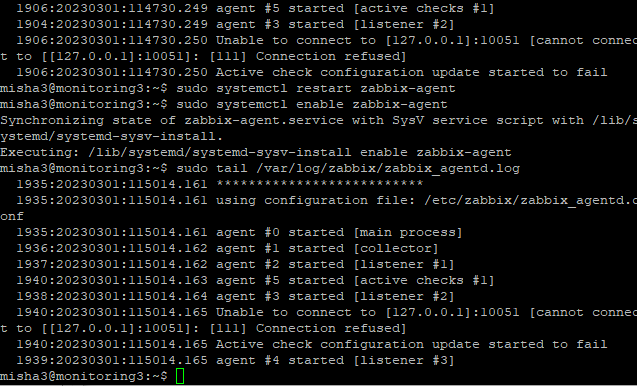 1906:20230301:114730.249 agent #5 started [active checks #1]
  1904:20230301:114730.249 agent #3 started [listener #2]
  1906:20230301:114730.250 Unable to connect to [127.0.0.1]:10051 [cannot connec
t to [[127.0.0.1]:10051]: [111] Connection refused]
  1906:20230301:114730.250 Active check configuration update started to fail
misha3@monitoring3:~$ sudo systemctl restart zabbix-agent
misha3@monitoring3:~$ sudo systemctl enable zabbix-agent
Synchronizing state of zabbix-agent.service with SysV service script with /lib/s
ystemd/systemd-sysv-install.
Executing: /lib/systemd/systemd-sysv-install enable zabbix-agent
misha3@monitoring3:~$ sudo tail /var/log/zabbix/zabbix_agentd.log
  1935:20230301:115014.161 **************************
  1935:20230301:115014.161 using configuration file: /etc/zabbix/zabbix_agentd.c
onf
  1935:20230301:115014.161 agent #0 started [main process]
  1936:20230301:115014.162 agent #1 started [collector]
  1937:20230301:115014.162 agent #2 started [listener #1]
  1940:20230301:115014.163 agent #5 started [active checks #1]
  1938:20230301:115014.164 agent #3 started [listener #2]
  1940:20230301:115014.165 Unable to connect to [127.0.0.1]:10051 [cannot connec
t to [[127.0.0.1]:10051]: [111] Connection refused]
  1940:20230301:115014.165 Active check configuration update started to fail
  1939:20230301:115014.165 agent #4 started [listener #3]
misha3@monitoring3:~$